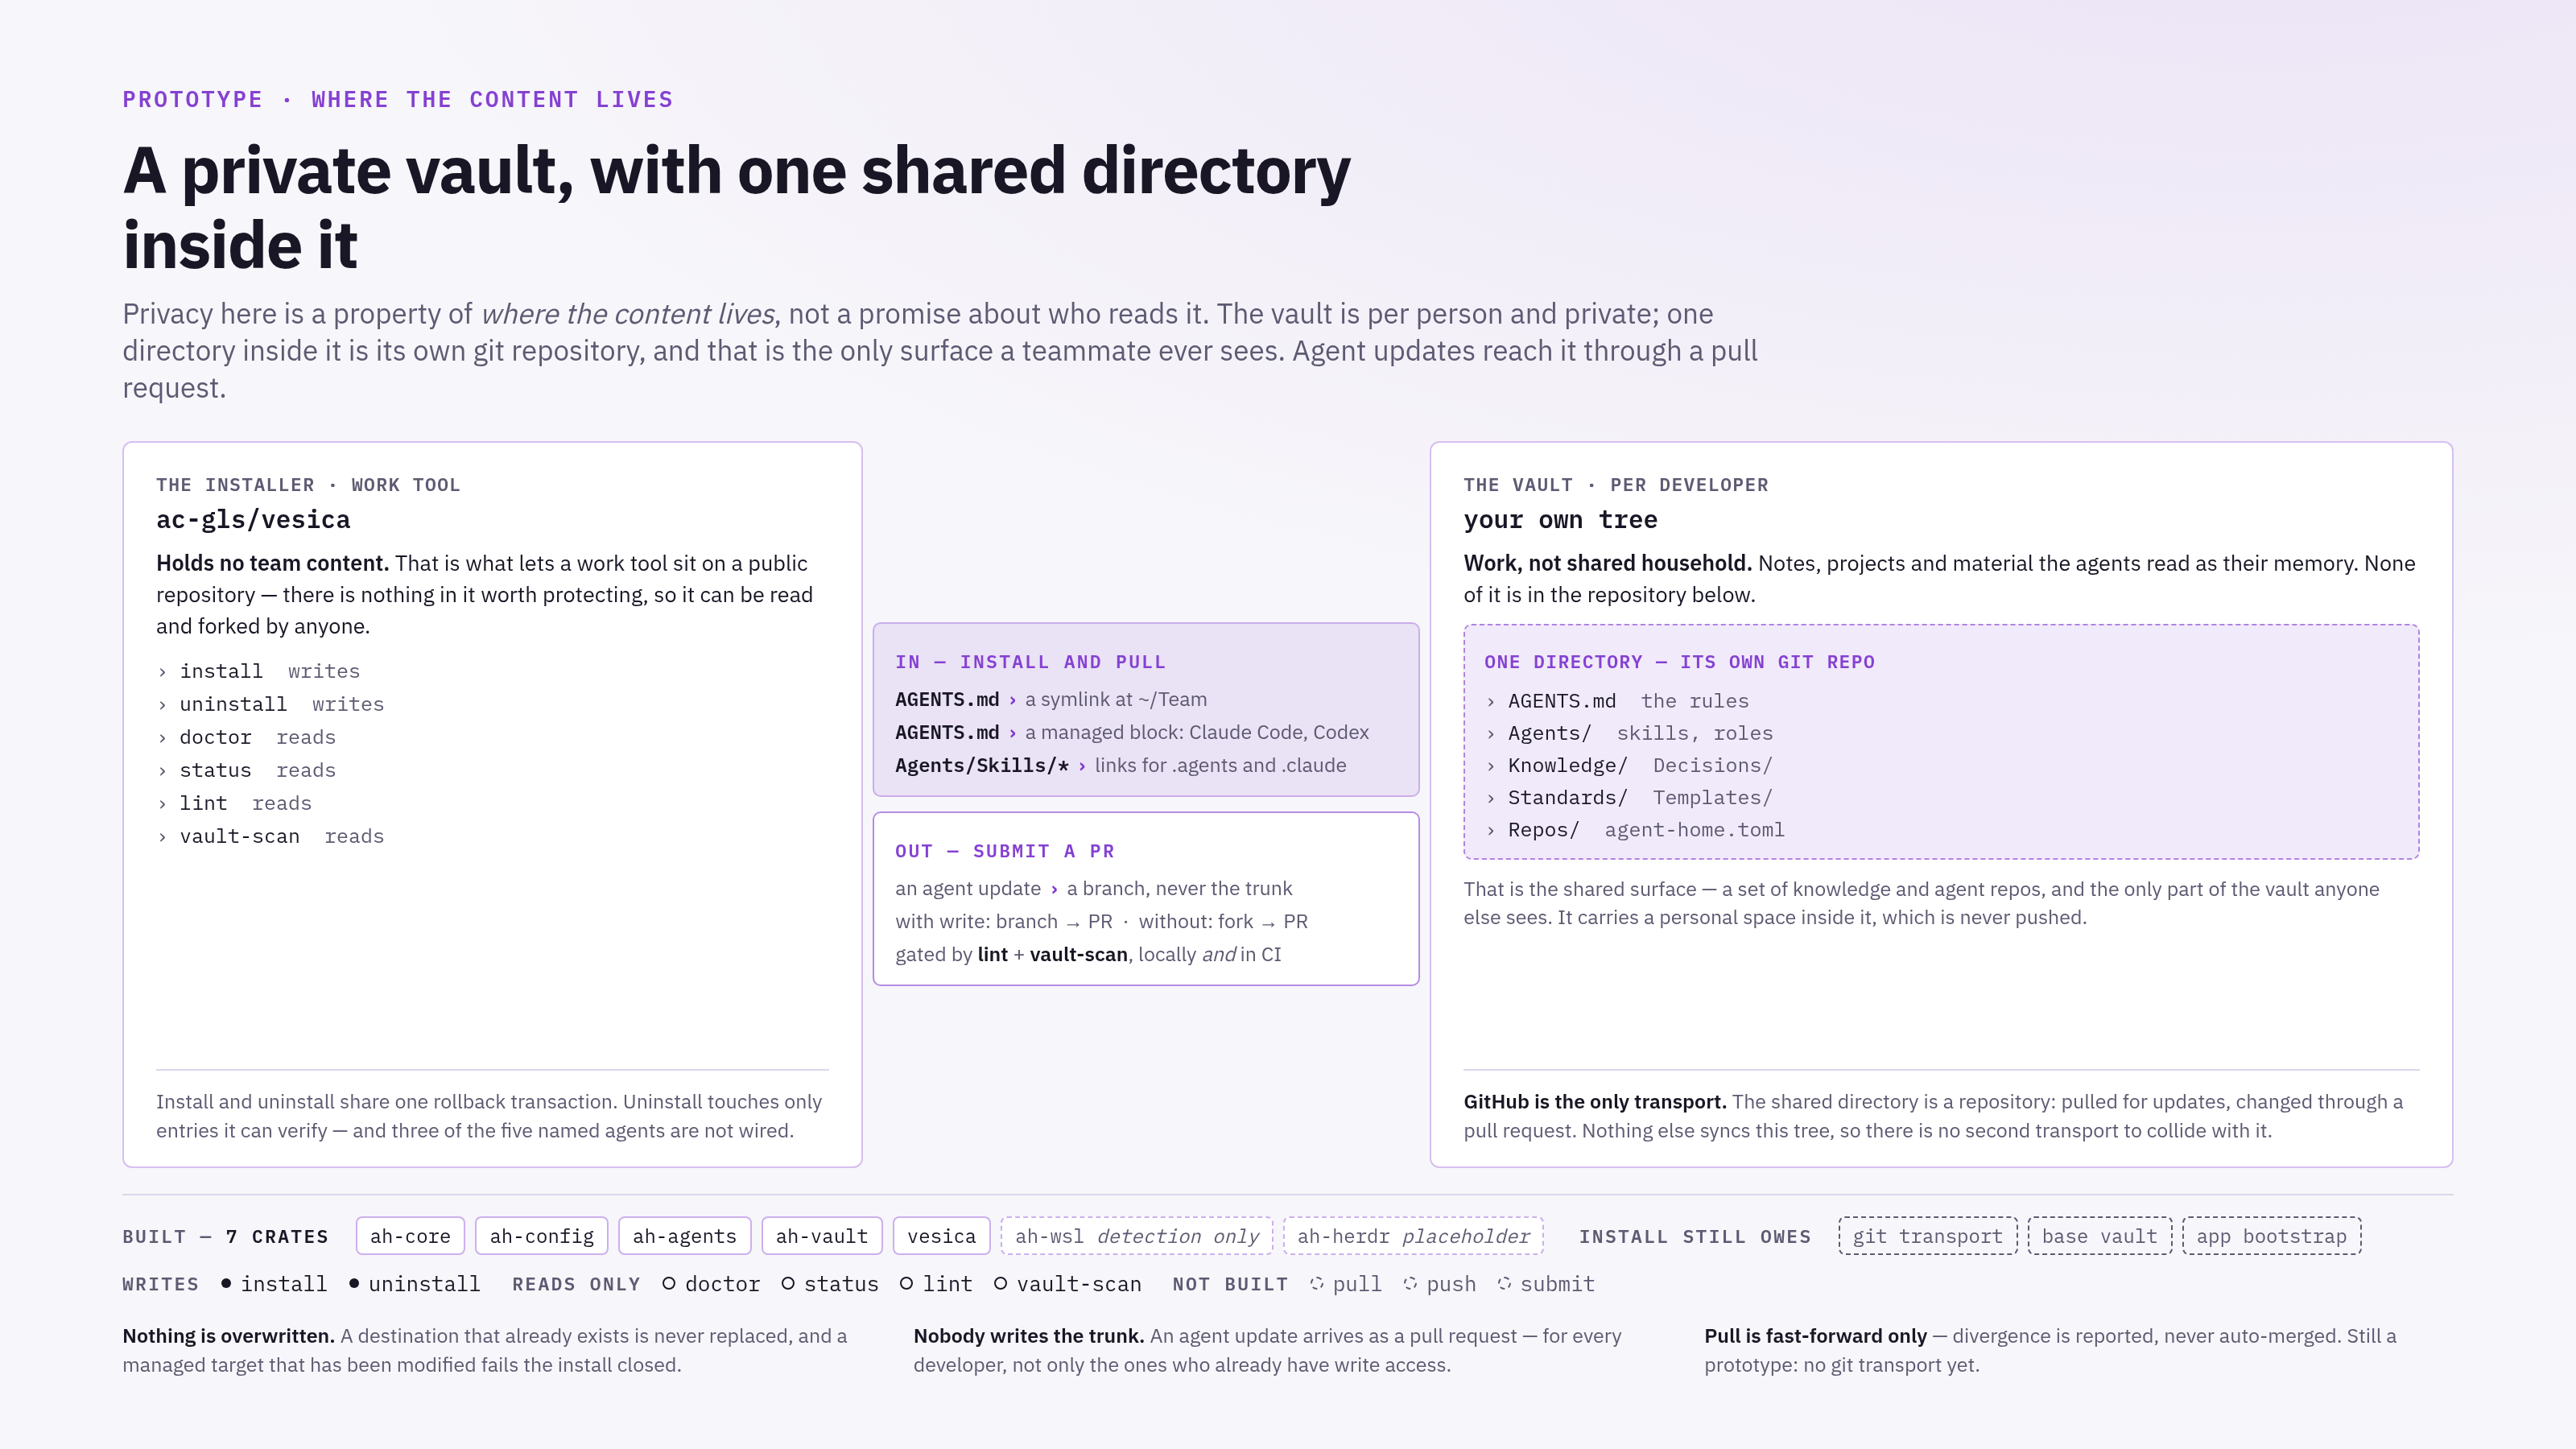 PROTOTYPE · WHERE THE CONTENT LIVES
A private vault, with one shared directory
inside it
Privacy here is a property of where the content lives, not a promise about who reads it. The vault is per person and private; one
directory inside it is its own git repository, and that is the only surface a teammate ever sees. Agent updates reach it through a pull
request.
THE INSTALLER · WORK TOOL
ac-gls/vesica
Holds no team content. That is what lets a work tool sit on a public
repository — there is nothing in it worth protecting, so it can be read
and forked by anyone.
› install writes
› uninstall writes
› doctor reads
› status reads
› lint reads
› vault-scan reads
Install and uninstall share one rollback transaction. Uninstall touches only
entries it can verify — and three of the five named agents are not wired.
IN — INSTALL AND PULL
AGENTS.md › a symlink at ~/Team
AGENTS.md › a managed block: Claude Code, Codex
Agents/Skills/* › links for .agents and .claude
OUT — SUBMIT A PR
an agent update › a branch, never the trunk
with write: branch → PR · without: fork → PR
gated by lint + vault-scan, locally and in CI
THE VAULT · PER DEVELOPER
your own tree
Work, not shared household. Notes, projects and material the agents read as their memory. None
of it is in the repository below.
ONE DIRECTORY — ITS OWN GIT REPO
› AGENTS.md the rules
› Agents/ skills, roles
› Knowledge/ Decisions/
› Standards/ Templates/
› Repos/ agent-home.toml
That is the shared surface — a set of knowledge and agent repos, and the only part of the vault anyone
else sees. It carries a personal space inside it, which is never pushed.
GitHub is the only transport. The shared directory is a repository: pulled for updates, changed through a
pull request. Nothing else syncs this tree, so there is no second transport to collide with it.
BUILT — 7 CRATES ah-core ah-config ah-agents ah-vault vesica ah-wsl detection only ah-herdr placeholder INSTALL STILL OWES git transport base vault app bootstrap
WRITES install uninstall READS ONLY doctor status lint vault-scan NOT BUILT pull push submit
Nothing is overwritten. A destination that already exists is never replaced, and a
managed target that has been modified fails the install closed.
Nobody writes the trunk. An agent update arrives as a pull request — for every
developer, not only the ones who already have write access.
Pull is fast-forward only — divergence is reported, never auto-merged. Still a
prototype: no git transport yet.